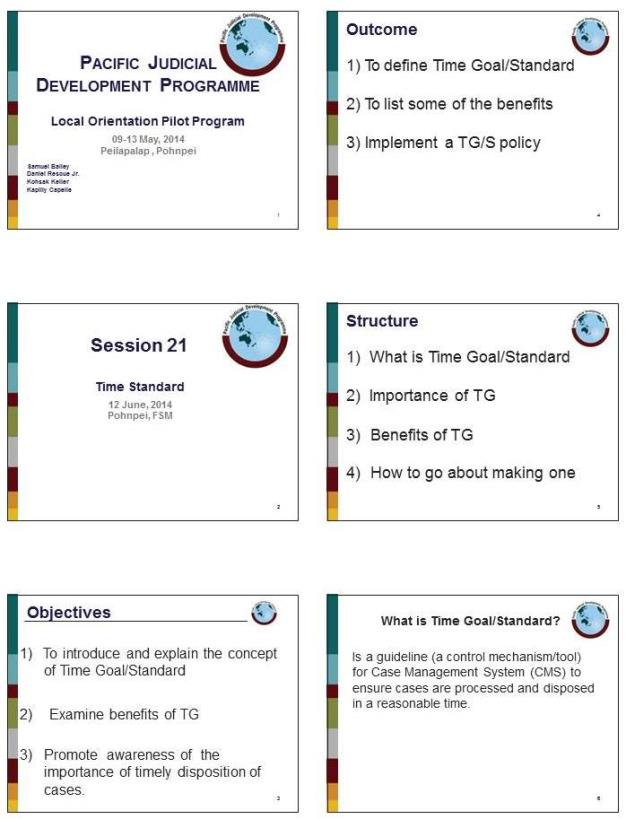 PACIFIC JUDICIAL
DEVELOPMENT PROGRAMME
Local Orientation Pilot Program
09-13 May, 2014
Peilapalap, Pohnpei
Samuel Bailey
Daniel Rescue Jr.
Kohsak Keller
Kapilly Capelle
1
Session 21
Time Standard
12 June, 2014
Pohnpei, FSM
2
Objectives
1) To introduce and explain the concept
of Time Goal/Standard
2) Examine benefits of TG
3) Promote awareness of the
importance of timely disposition of
cases.
3
Outcome
1) To define Time Goal/Standard
2) To list some of the benefits
3) Implement a TG/S policy
4
Structure
1) What is Time Goal/Standard
2) Importance of TG
3) Benefits of TG
4) How to go about making one
5
What is Time Goal/Standard?
Is a guideline (a control mechanism/tool)
for Case Management System (CMS) to
ensure cases are processed and disposed
in a reasonable time.
6